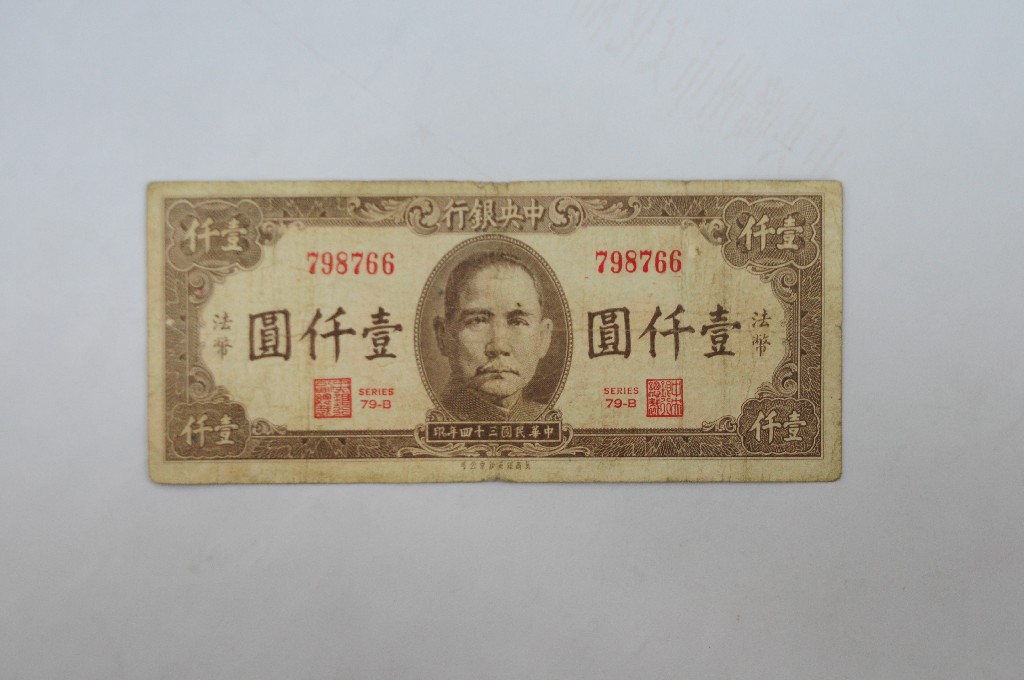 中央銀行
壹仟
壹仟
798766
798766
壹仟圓
壹仟圓
法幣
法幣
SERIES
79-B
SERIES
79-B
壹仟
壹仟
中華民國三十四年印